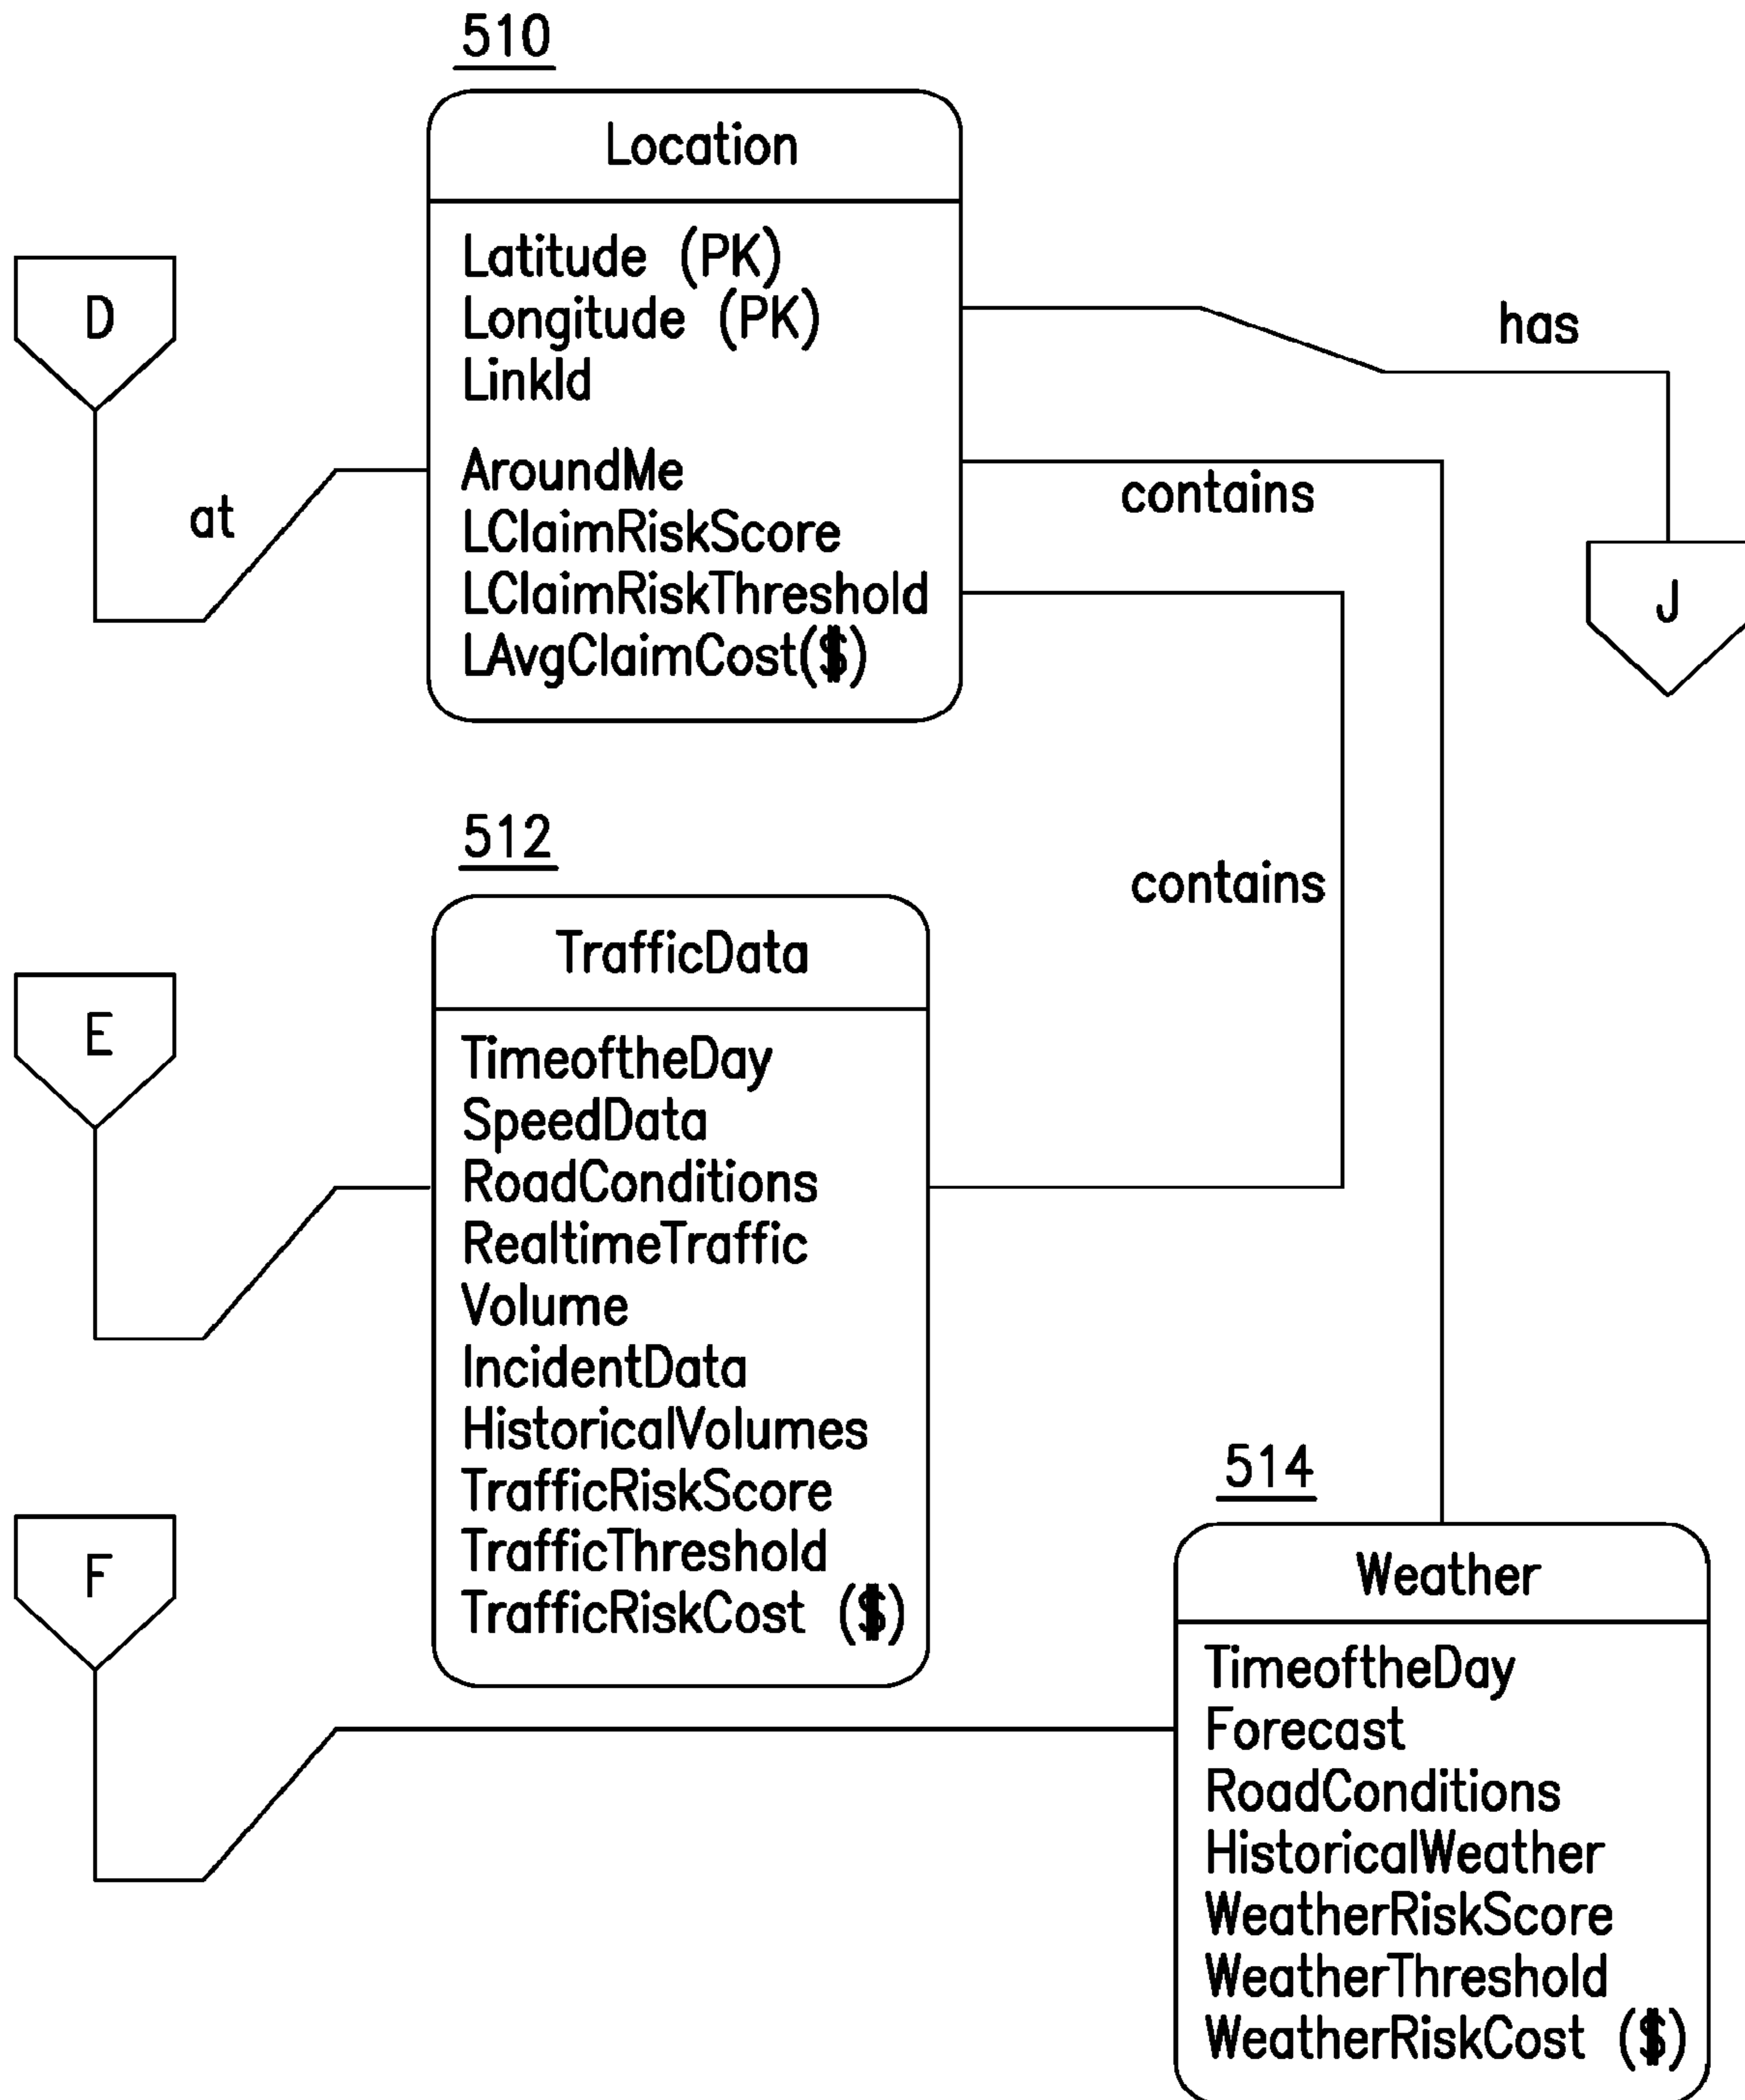 510
Location
Latitude (PK)
Longitude (PK)
LinkId
AroundMe
LClaimRiskScore
LClaimRiskThreshold
LAvgClaimCost($)
D
at
has
contains
J
contains
512
TrafficData
TimeoftheDay
SpeedData
RoadConditions
RealtimeTraffic
Volume
IncidentData
HistoricalVolumes
TrafficRiskScore
TrafficThreshold
TrafficRiskCost ($)
E
F
514
Weather
TimeoftheDay
Forecast
RoadConditions
HistoricalWeather
WeatherRiskScore
WeatherThreshold
WeatherRiskCost ($)